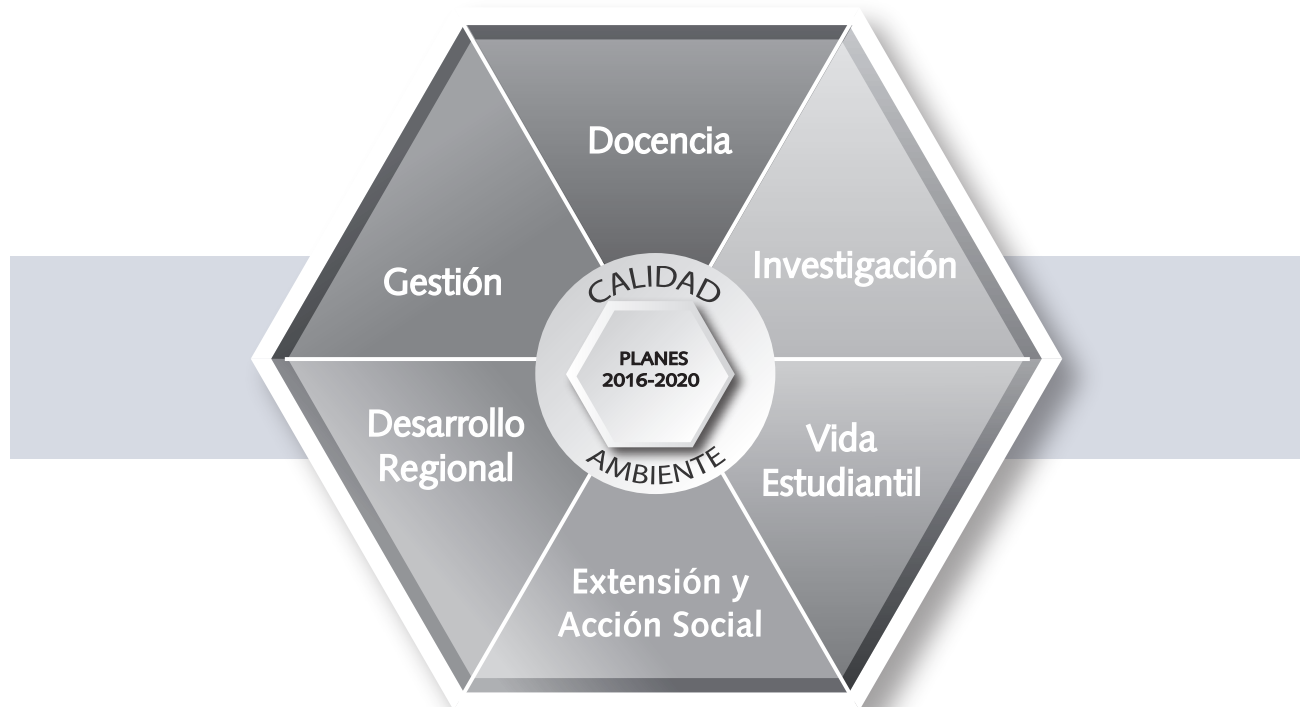 Docencia
Investigación
Gestión
CALIDAD
PLANES
2016-2020
AMBIENTE
Desarrollo
Regional
Vida
Estudiantil
Extensión y
Acción Social